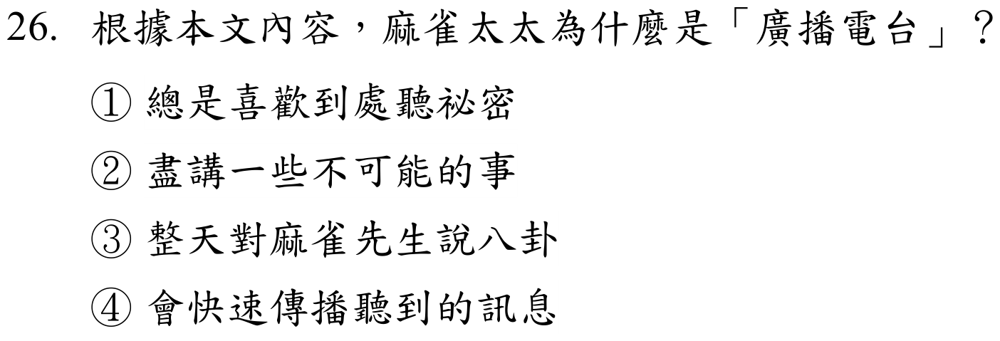 26. 根據本文內容，麻雀太太為什麼是「廣播電台」？
① 總是喜歡到處聽祕密
② 盡講一些不可能的事
③ 整天對麻雀先生說八卦
④ 會快速傳播聽到的訊息